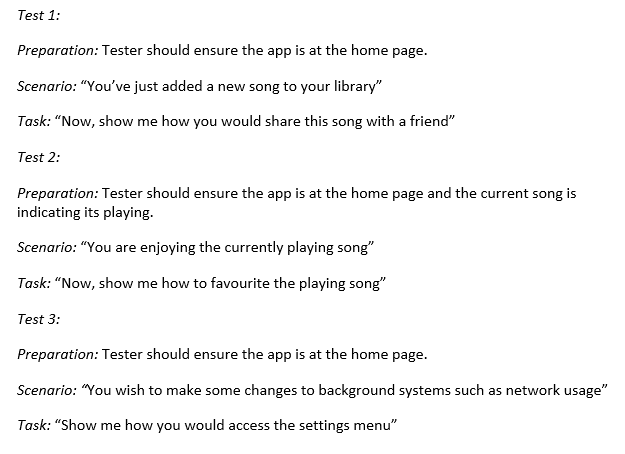 Test 1:
Preparation: Tester should ensure the app is at the home page.
Scenario: “You’ve just added a new song to your library”
Task: “Now, show me how you would share this song with a friend”
Test 2:
Preparation: Tester should ensure the app is at the home page and the current song is
indicating its playing.
Scenario: “You are enjoying the currently playing song”
Task: “Now, show me how to favourite the playing song”
Test 3:
Preparation: Tester should ensure the app is at the home page.
Scenario: “You wish to make some changes to background systems such as network usage”
Task: “Show me how you would access the settings menu”